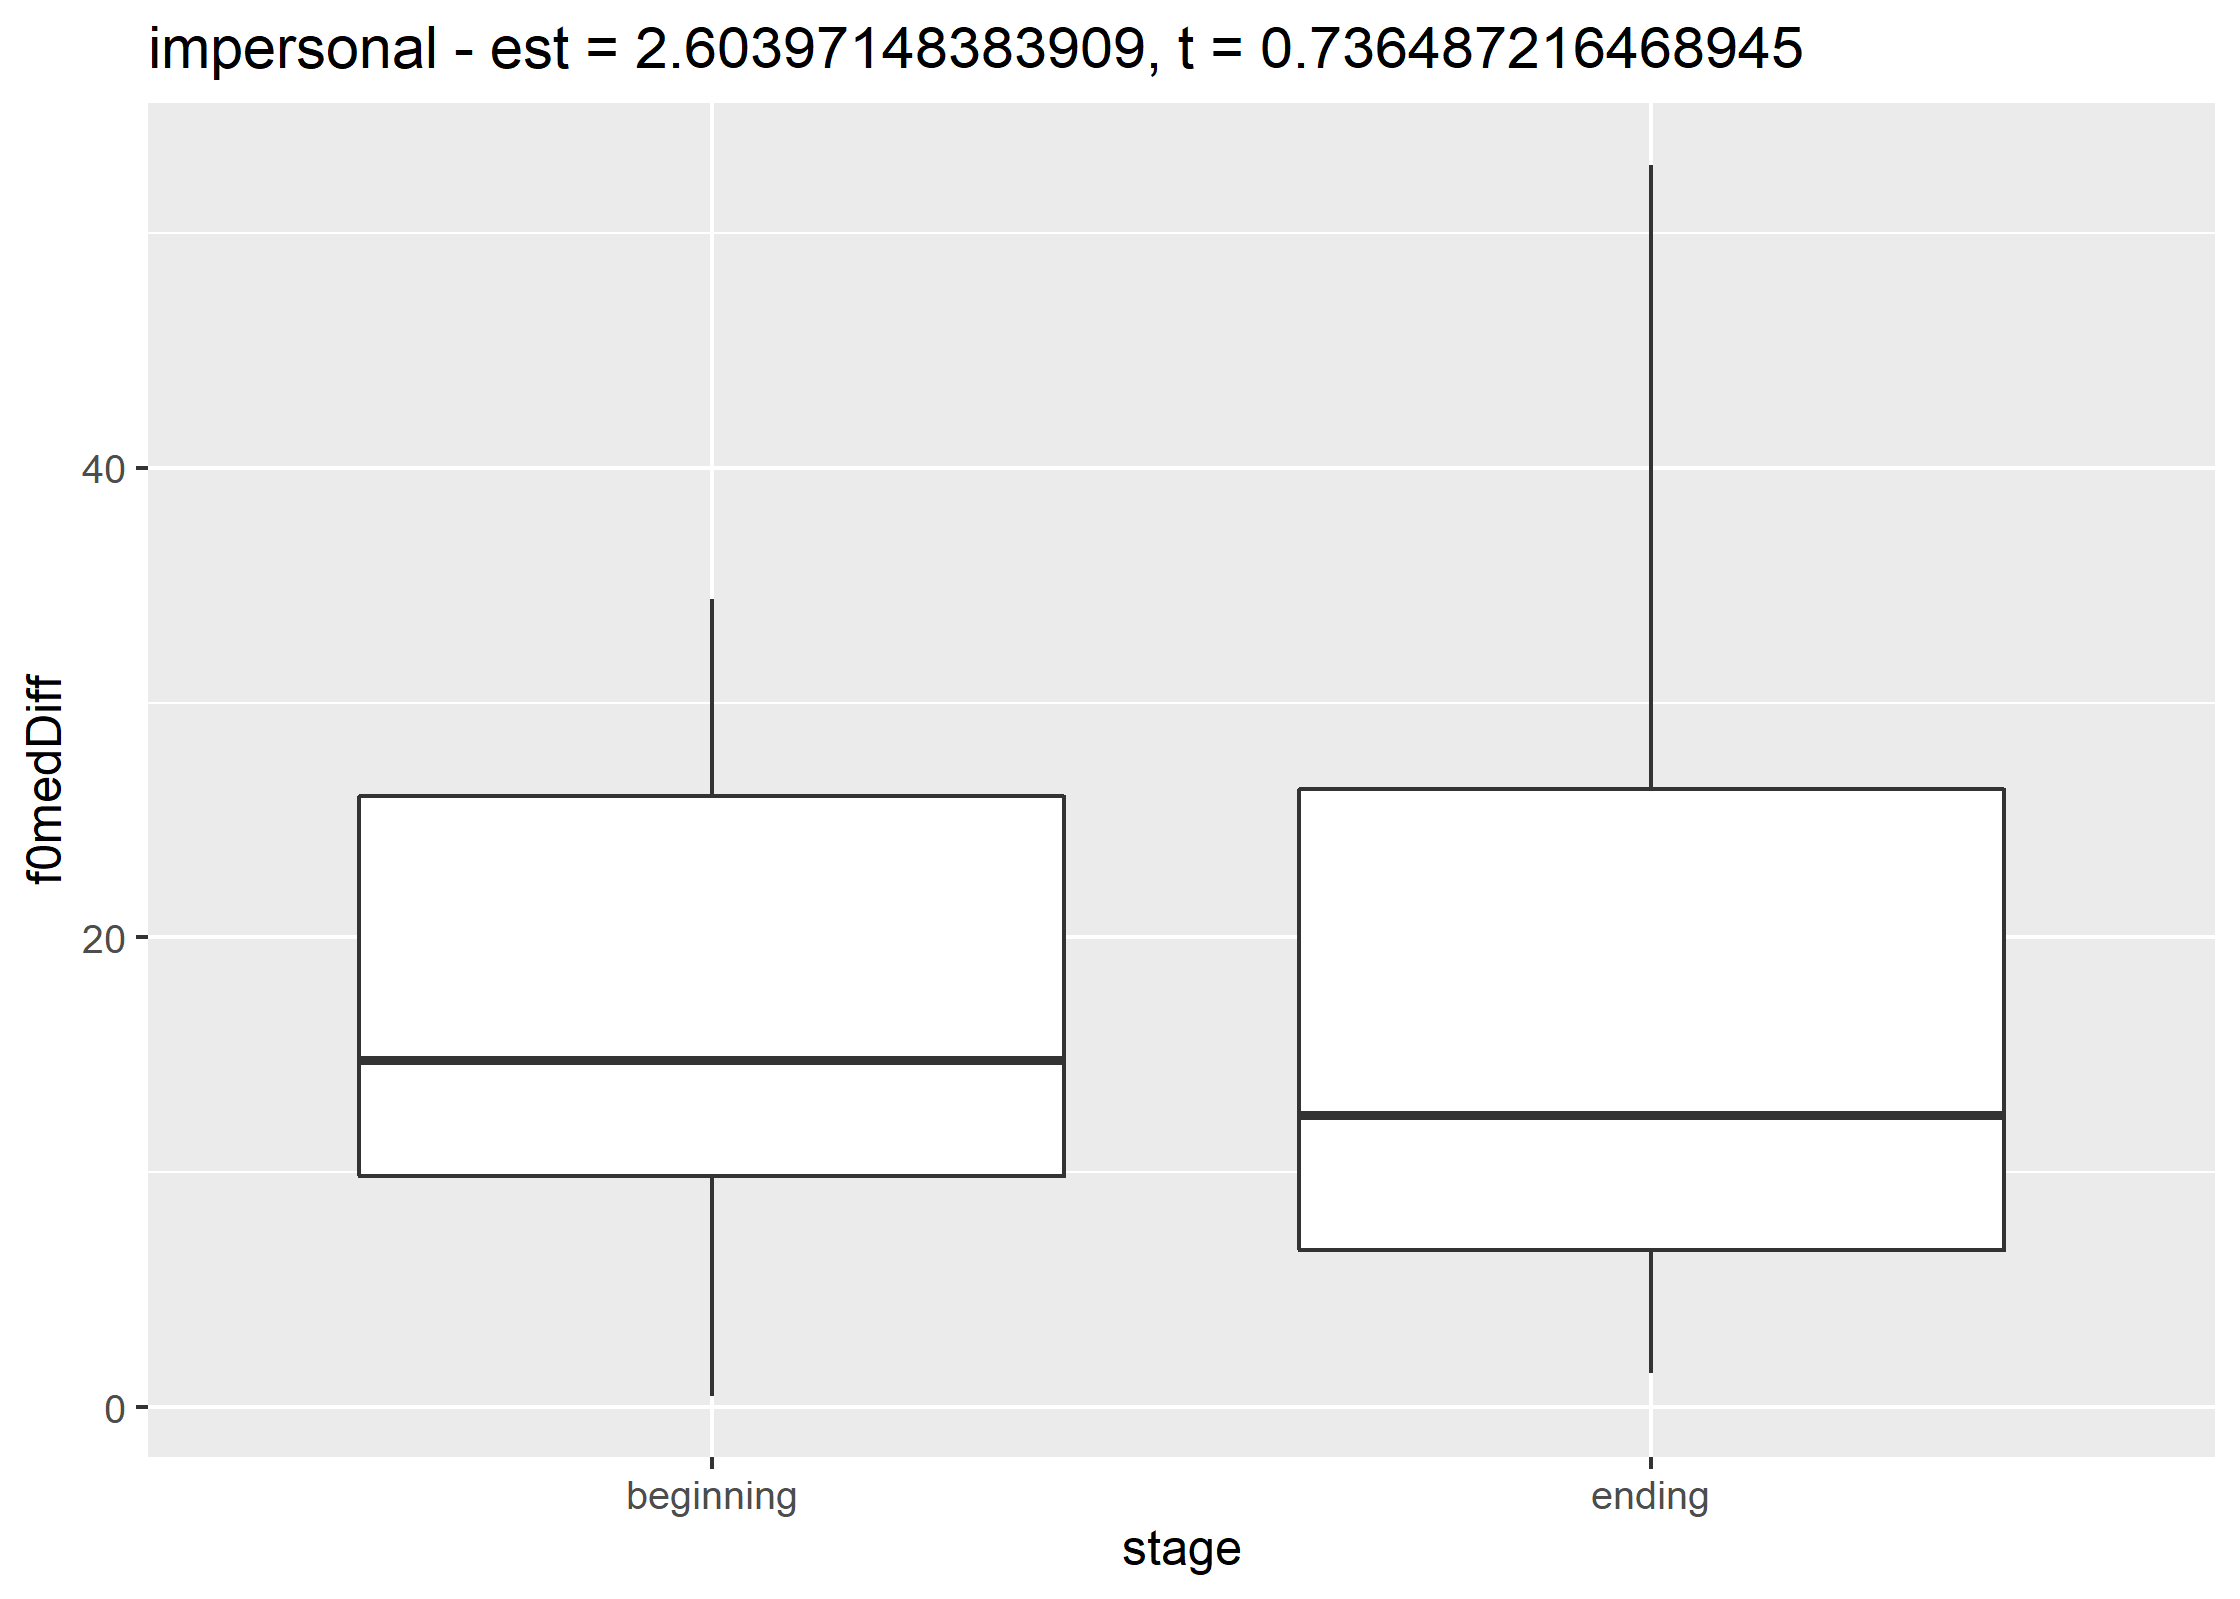 impersonal - est = 2.60397148383909, t = 0.736487216468945
f0medDiff
40
20
0
beginning
ending
stage